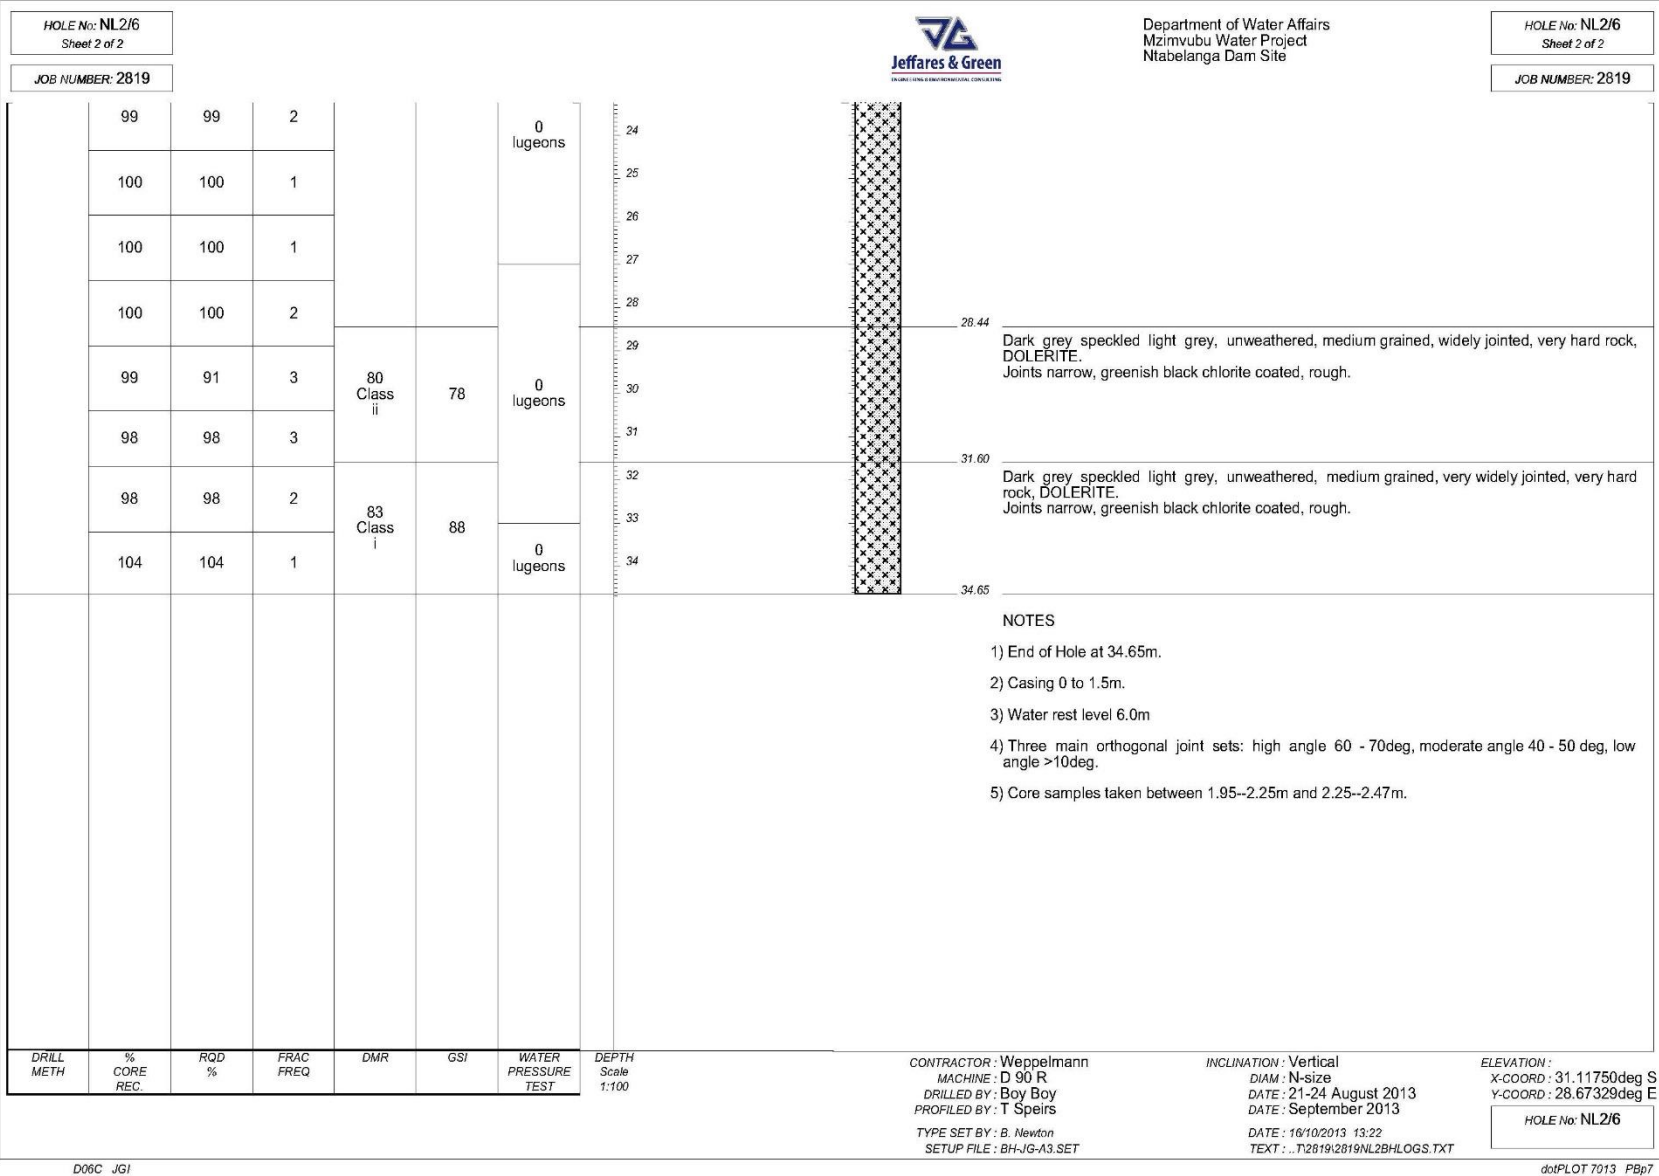 HOLE No: NL2/6
Sheet 2 of 2
JOB NUMBER: 2819
Jeffares & Green
ENGINEERING & ENVIRONMENTAL CONSULTING
Department of Water Affairs
Mzimvubu Water Project
Ntabelanga Dam Site
HOLE No: NL2/6
Sheet 2 of 2
JOB NUMBER: 2819
99 99 2
0
lugeons
24
100 100 1
25
26
100 100 1
27
100 100 2
28
28.44
Dark grey speckled light grey, unweathered, medium grained, widely jointed, very hard rock,
DOLERITE.
Joints narrow, greenish black chlorite coated, rough.
29
99 91 3
80
Class
ii
78
0
lugeons
30
98 98 3
31
31.60
Dark grey speckled light grey, unweathered, medium grained, very widely jointed, very hard
rock, DOLERITE.
Joints narrow, greenish black chlorite coated, rough.
32
98 98 2
83
Class
i
88
33
104 104 1
0
lugeons
34
34.65
NOTES
1) End of Hole at 34.65m.
2) Casing 0 to 1.5m.
3) Water rest level 6.0m
4) Three main orthogonal joint sets: high angle 60 - 70deg, moderate angle 40 - 50 deg, low
angle >10deg.
5) Core samples taken between 1.95--2.25m and 2.25--2.47m.
DRILL
METH
%
CORE
REC.
RQD
%
FRAC
FREQ
DMR
GSI
WATER
PRESSURE
TEST
DEPTH
Scale
1:100
CONTRACTOR : Weppelmann
MACHINE : D 90 R
DRILLED BY : Boy Boy
PROFILED BY : T Speirs
TYPE SET BY : B. Newton
SETUP FILE : BH-JG-A3.SET
INCLINATION : Vertical
DIAM : N-size
DATE : 21-24 August 2013
DATE : September 2013
DATE : 16/10/2013 13:22
TEXT : ..T\2819\2819NL2BHLOGS.TXT
ELEVATION :
X-COORD : 31.11750deg S
Y-COORD : 28.67329deg E
HOLE No: NL2/6
D06C JGI
dotPLOT 7013 PBp7